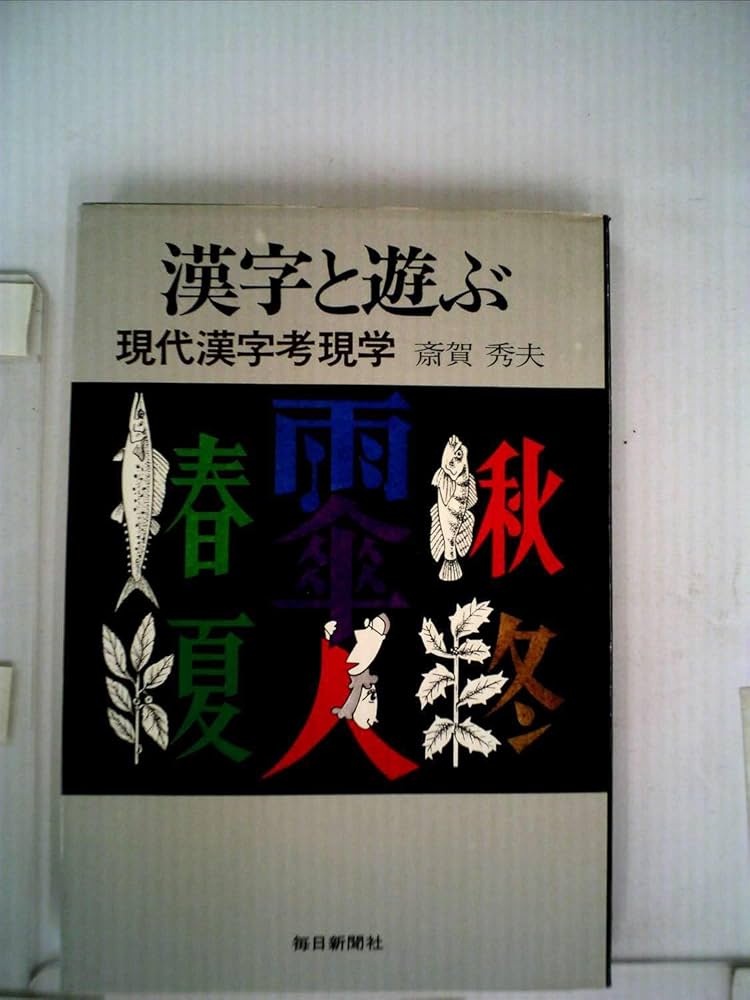 漢字と遊ぶ
現代漢字考現学 斎賀 秀夫
春 雨 秋
傘
夏 人 冬
毎日新聞社